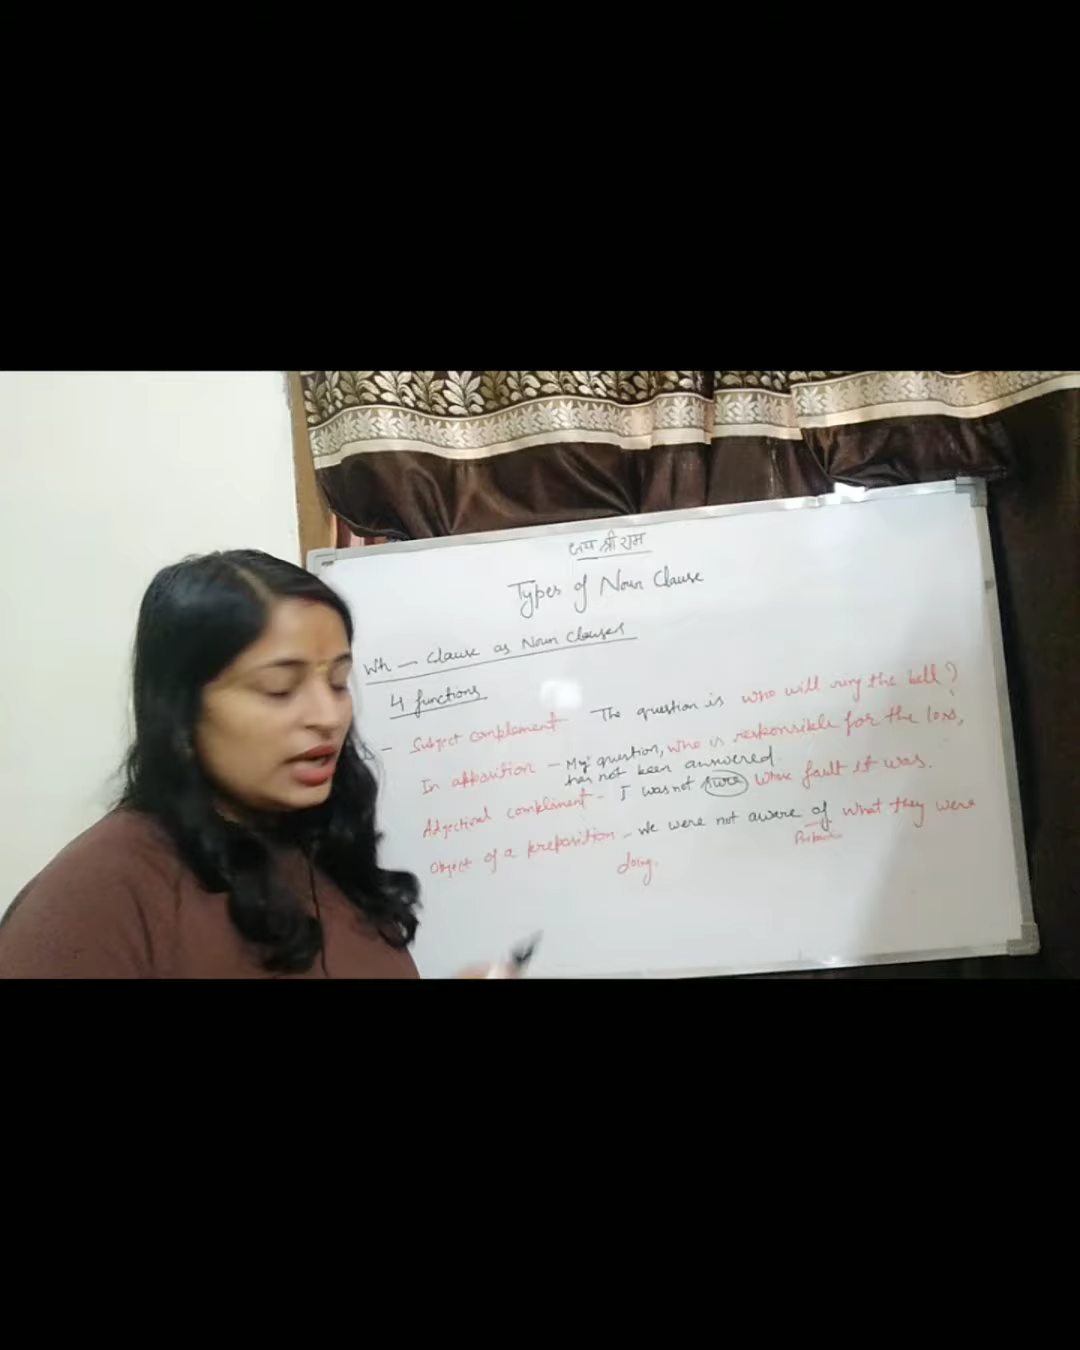 जय श्री राम
Types of Noun Clause
Wh - Clause as Noun Clauses
4 functions
- Subject complement The question is who will ring the bell?
In apposition - My question, who is responsible for the loss,
has not been answered
Adjectival compliment - I was not sure whose fault it was.
Object of a preposition - We were not aware of what they were
doing.